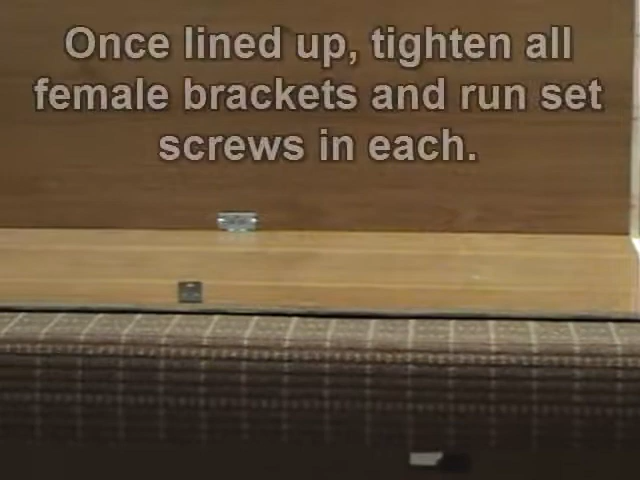 Once lined up, tighten all
female brackets and run set
screws in each.